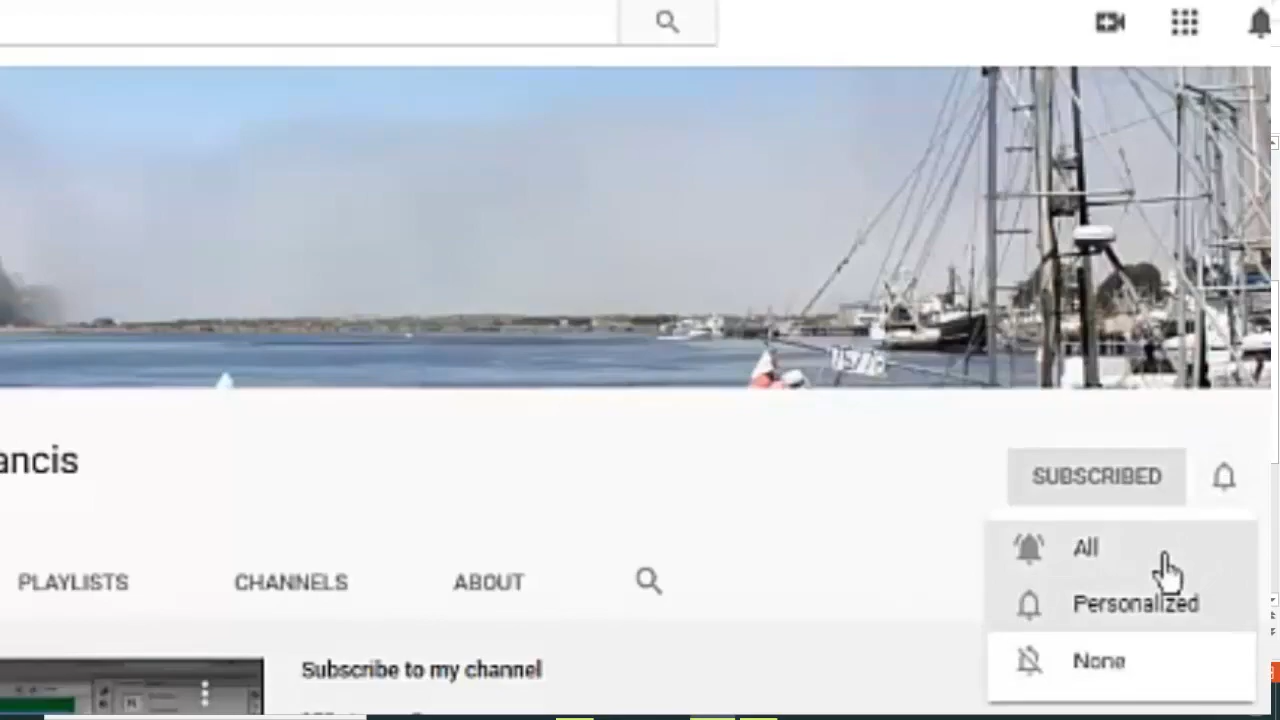 ancis
SUBSCRIBED
All
Personalized
None
PLAYLISTS CHANNELS ABOUT
Subscribe to my channel